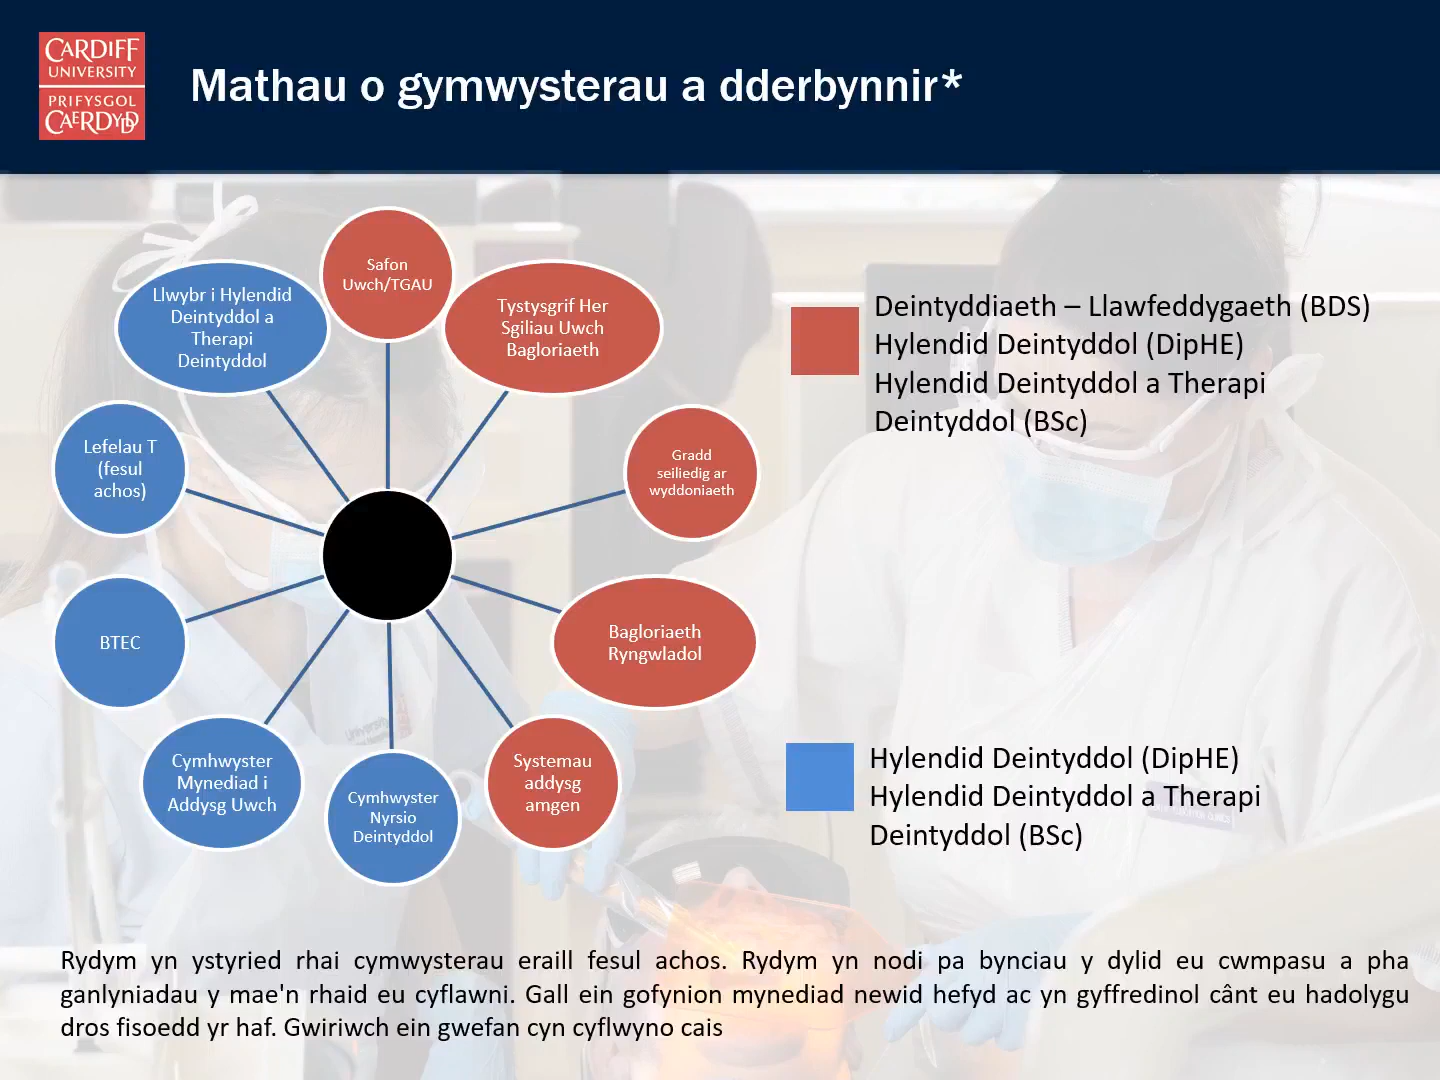 CARDIFF
UNIVERSITY
PRIFYSGOL
CAERDYDD
Mathau o gymwysterau a dderbynnir*
Safon
Uwch/TGAU
Tystysgrif Her
Sgiliau Uwch
Bagloriaeth
Gradd
seiliedig ar
wyddoniaeth
Bagloriaeth
Ryngwladol
Systemau
addysg
amgen
Cymhwyster
Nyrsio
Deintyddol
Cymhwyster
Mynediad i
Addysg Uwch
BTEC
Lefelau T
(fesul
achos)
Llwybr i Hylendid
Deintyddol a
Therapi
Deintyddol
Deintyddiaeth – Llawfeddygaeth (BDS)
Hylendid Deintyddol (DipHE)
Hylendid Deintyddol a Therapi
Deintyddol (BSc)
Hylendid Deintyddol (DipHE)
Hylendid Deintyddol a Therapi
Deintyddol (BSc)
Rydym yn ystyried rhai cymwysterau eraill fesul achos. Rydym yn nodi pa bynciau y dylid eu cwmpasu a pha
ganlyniadau y mae'n rhaid eu cyflawni. Gall ein gofynion mynediad newid hefyd ac yn gyffredinol cânt eu hadolygu
dros fisoedd yr haf. Gwiriwch ein gwefan cyn cyflwyno cais